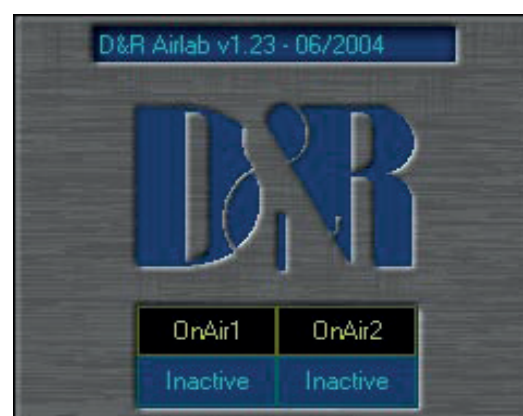 D&R Airlab v1.23 - 06/2004
D&R
OnAir1 OnAir2
Inactive Inactive